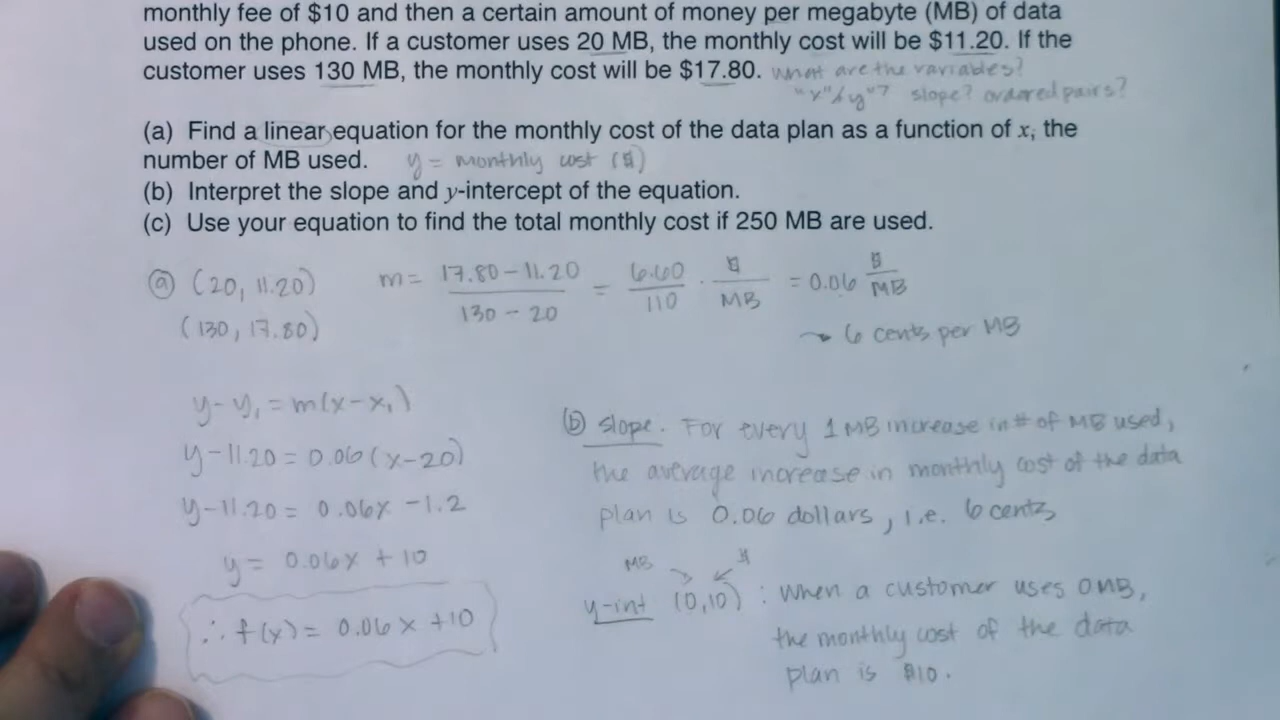 monthly fee of $10 and then a certain amount of money per megabyte (MB) of data
used on the phone. If a customer uses 20 MB, the monthly cost will be $11.20. If the
customer uses 130 MB, the monthly cost will be $17.80. What are the variables?
"x" & "y"? slope? ordered pairs?
(a) Find a linear equation for the monthly cost of the data plan as a function of x, the
number of MB used. y = monthly cost ($)
(b) Interpret the slope and y-intercept of the equation.
(c) Use your equation to find the total monthly cost if 250 MB are used.
(a) (20, 11.20) m = (17.80 - 11.20)/(130 - 20) = 6.60/110 · $/MB = 0.06 $/MB
(130, 17.80) → 6 cents per MB
y - y₁ = m(x - x₁)
y - 11.20 = 0.06(x - 20)
y - 11.20 = 0.06x - 1.2
y = 0.06x + 10
∴ f(x) = 0.06x + 10
(b) slope. For every 1 MB increase in # of MB used,
the average increase in monthly cost of the data
plan is 0.06 dollars, i.e. 6 cents
MB $
y-int (0,10): When a customer uses 0MB,
the monthly cost of the data
plan is $10.